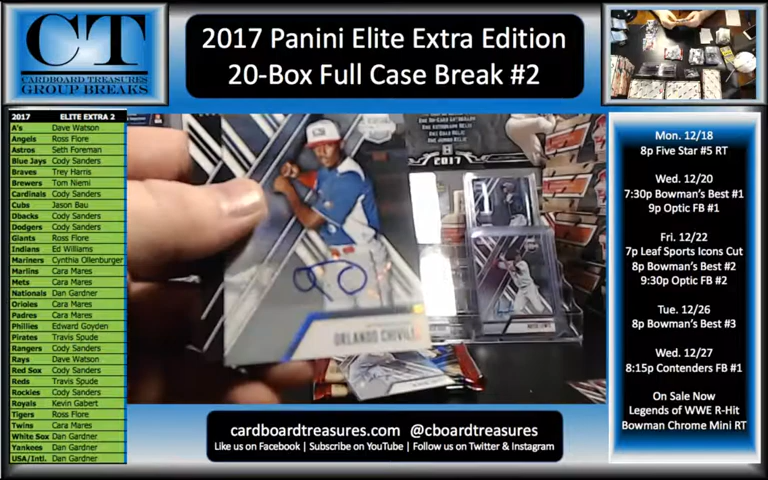 CT
CARDBOARD TREASURES
GROUP BREAKS
2017 Panini Elite Extra Edition
20-Box Full Case Break #2
2017 ELITE EXTRA 2
A's Dave Watson
Angels Ross Flore
Astros Seth Foreman
Blue Jays Cody Sanders
Braves Trey Harris
Brewers Tom Niemi
Cardinals Cody Sanders
Cubs Jason Bau
Dbacks Cody Sanders
Dodgers Cody Sanders
Giants Ross Flore
Indians Ed Williams
Mariners Cynthia Ollenburger
Marlins Cara Mares
Mets Cara Mares
Nationals Dan Gardner
Orioles Cara Mares
Padres Cara Mares
Phillies Edward Goyden
Pirates Travis Spude
Rangers Cody Sanders
Rays Dave Watson
Red Sox Cody Sanders
Reds Travis Spude
Rockies Cody Sanders
Royals Kevin Gabert
Tigers Ross Flore
Twins Cara Mares
White Sox Dan Gardner
Yankees Dan Gardner
USA/Intl. Dan Gardner
2017
ORLANDO
Mon. 12/18
8p Five Star #5 RT
Wed. 12/20
7:30p Bowman's Best #1
9p Optic FB #1
Fri. 12/22
7p Leaf Sports Icons Cut
8p Bowman's Best #2
9:30p Optic FB #2
Tue. 12/26
8p Bowman's Best #3
Wed. 12/27
8:15p Contenders FB #1
On Sale Now
Legends of WWE R-Hit
Bowman Chrome Mini RT
cardboardtreasures.com @cboardtreasures
Like us on Facebook | Subscribe on YouTube | Follow us on Twitter & Instagram